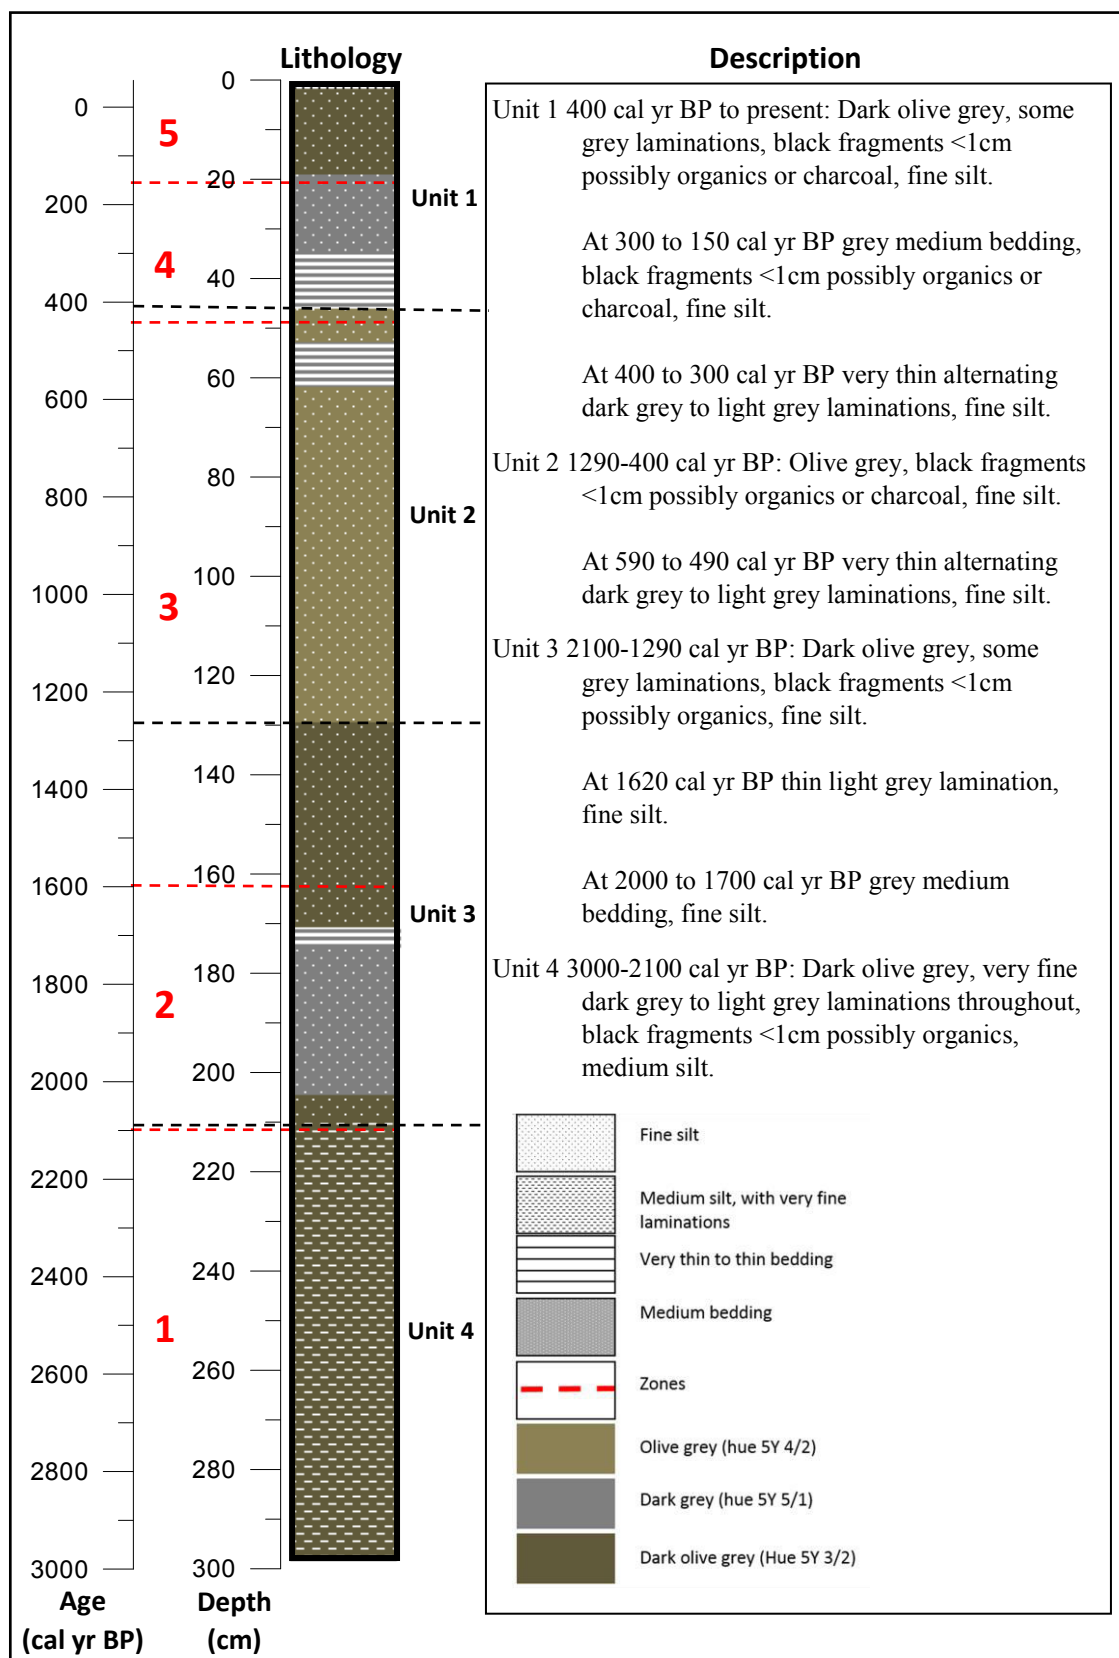 Lithology
Description
0
200
400
600
800
1000
1200
1400
1600
1800
2000
2200
2400
2600
2800
3000
Age
(cal yr BP)
5
4
3
2
1
0
20
40
60
80
100
120
140
160
180
200
220
240
260
280
300
Depth
(cm)
Unit 1
Unit 2
Unit 3
Unit 4
Unit 1 400 cal yr BP to present: Dark olive grey, some
grey laminations, black fragments <1cm
possibly organics or charcoal, fine silt.
At 300 to 150 cal yr BP grey medium bedding,
black fragments <1cm possibly organics or
charcoal, fine silt.
At 400 to 300 cal yr BP very thin alternating
dark grey to light grey laminations, fine silt.
Unit 2 1290-400 cal yr BP: Olive grey, black fragments
<1cm possibly organics or charcoal, fine silt.
At 590 to 490 cal yr BP very thin alternating
dark grey to light grey laminations, fine silt.
Unit 3 2100-1290 cal yr BP: Dark olive grey, some
grey laminations, black fragments <1cm
possibly organics, fine silt.
At 1620 cal yr BP thin light grey lamination,
fine silt.
At 2000 to 1700 cal yr BP grey medium
bedding, fine silt.
Unit 4 3000-2100 cal yr BP: Dark olive grey, very fine
dark grey to light grey laminations throughout,
black fragments <1cm possibly organics,
medium silt.
Fine silt
Medium silt, with very fine
laminations
Very thin to thin bedding
Medium bedding
Zones
Olive grey (hue 5Y 4/2)
Dark grey (hue 5Y 5/1)
Dark olive grey (Hue 5Y 3/2)